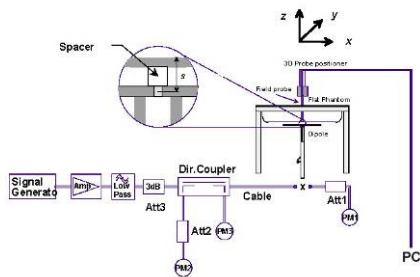 z
y
x
Spacer
s
3D Probe positioner
Field probe
Flat Phantom
Dipole
Signal
Generato
Amp
Low
Pass
3dB
Att3
Dir.Coupler
Cable
x
Att1
PM1
Att2
PM3
PM2
PC